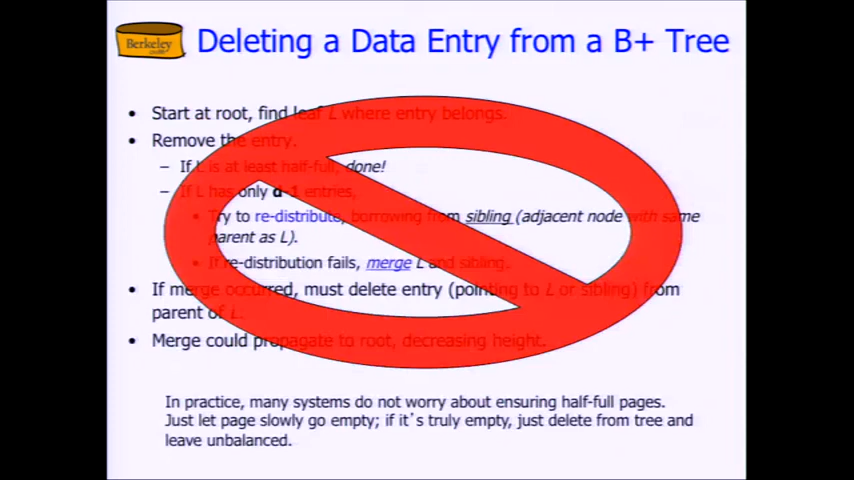 Berkeley
Deleting a Data Entry from a B+ Tree
• Start at root, find leaf L where entry belongs.
• Remove the entry.
– If L is at least half-full, done!
– If L has only d-1 entries,
• Try to re-distribute, borrowing from sibling (adjacent node with same
parent as L).
• If re-distribution fails, merge L and sibling.
• If merge occurred, must delete entry (pointing to L or sibling) from
parent of L.
• Merge could propagate to root, decreasing height.
In practice, many systems do not worry about ensuring half-full pages.
Just let page slowly go empty; if it's truly empty, just delete from tree and
leave unbalanced.